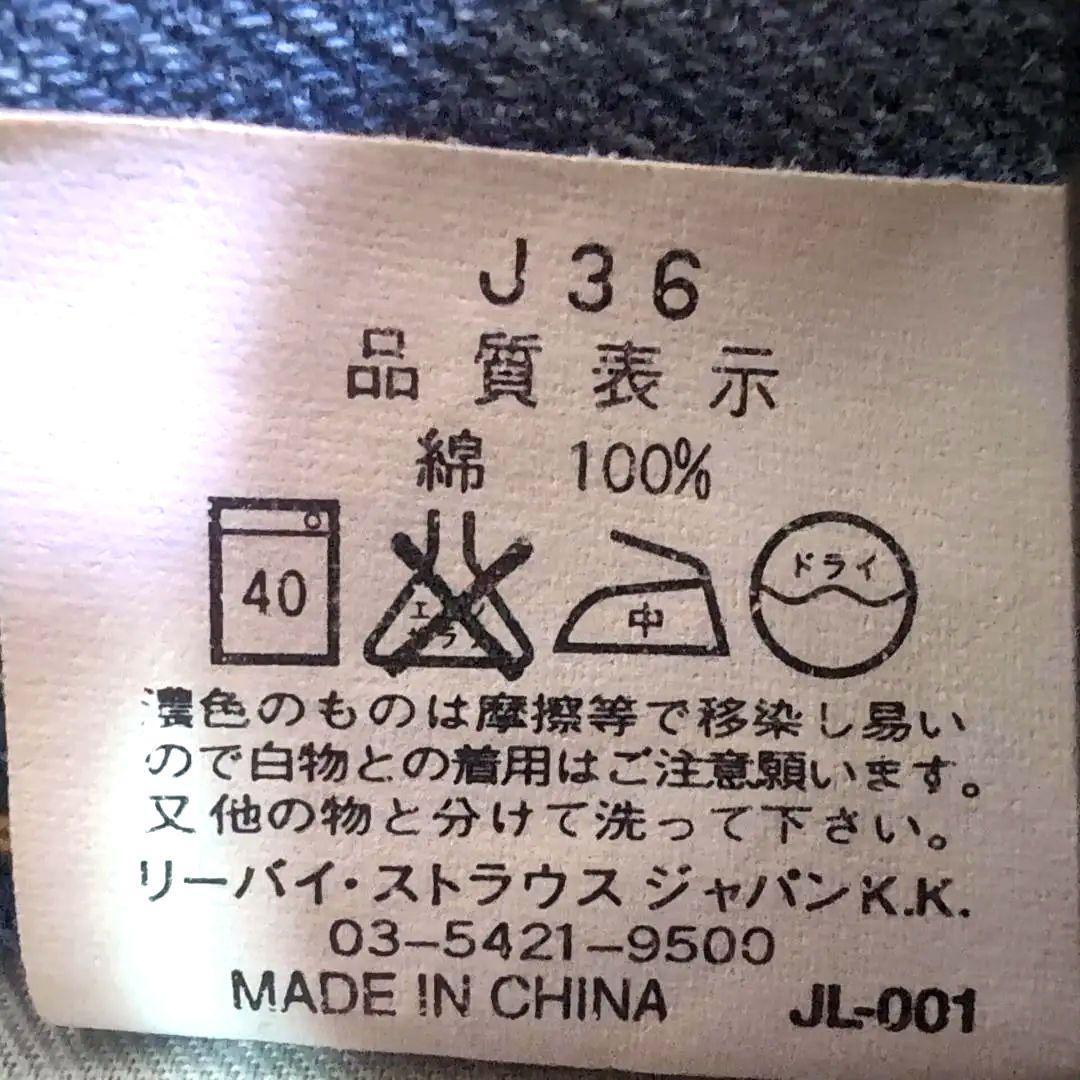 J36
品質表示
綿 100%
40 中 ドライ
濃色のものは摩擦等で移染し易い
ので白物との着用はご注意願います。
又他の物と分けて洗って下さい。
リーバイ・ストラウス ジャパンK.K.
03-5421-9500
MADE IN CHINA JL-001